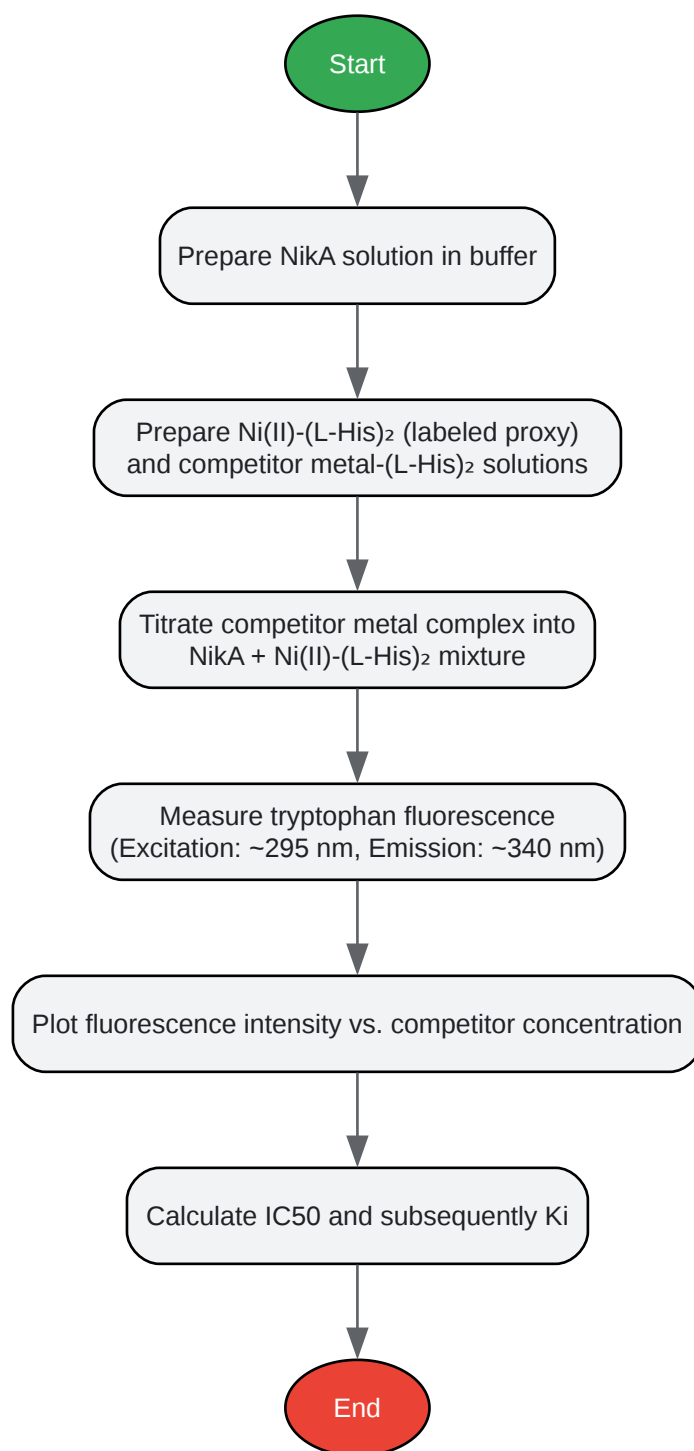 Start
Prepare NikA solution in buffer
Prepare Ni(II)-(L-His)₂ (labeled proxy)
and competitor metal-(L-His)₂ solutions
Titrate competitor metal complex into
NikA + Ni(II)-(L-His)₂ mixture
Measure tryptophan fluorescence
(Excitation: ~295 nm, Emission: ~340 nm)
Plot fluorescence intensity vs. competitor concentration
Calculate IC50 and subsequently Ki
End